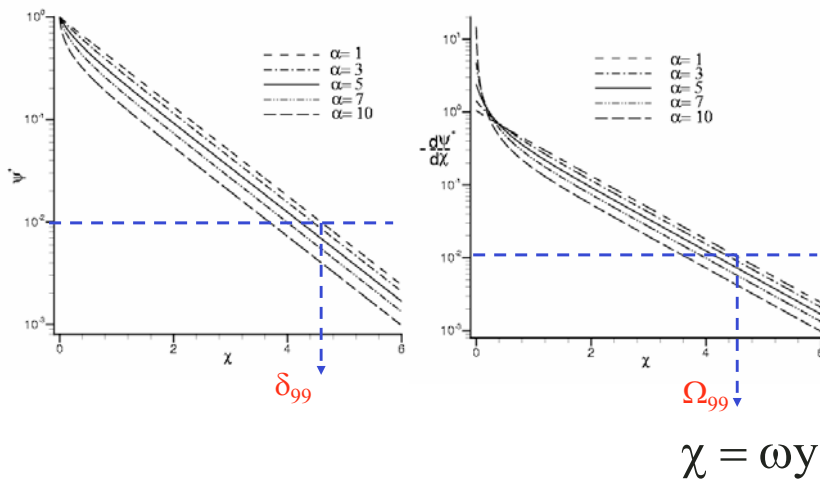 10⁰
10⁻¹
10⁻²
10⁻³
ψ*
0
2
4
6
χ
α= 1
α= 3
α= 5
α= 7
α= 10
δ₉₉
10¹
10⁰
10⁻¹
10⁻²
10⁻³
- dψ*
dχ
0
2
4
6
χ
α= 1
α= 3
α= 5
α= 7
α= 10
Ω₉₉
χ = ωy